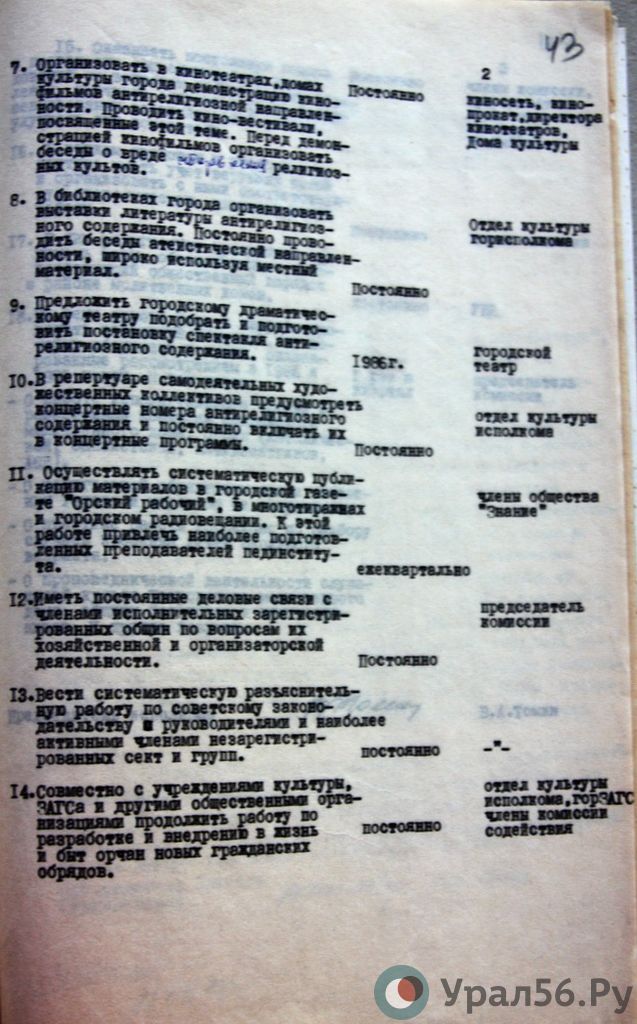 43
2
7. Организовать в кинотеатрах,домах
культуры города демонстрацию кино-
фильмов антирелигиозной направлен-
ности. Проводить кино-вестивали,
посвященные этой теме. Перед демон-
страцией кинофильмов организовать
беседы о вреде религиоз-
ных культов.
Постоянно
киносеть, кино-
прокат,директора
кинотеатров,
Дома культуры
8. В библиотеках города организовать
выставки литературы антирелигиоз-
ного содержания. Постоянно прово-
дить беседы атеистической направлен-
ности, широко используя местный
материал.
Постоянно
Отдел культуры
горисполкома
9. Предложить городскому драматичес-
кому театру подобрать и подгото-
вить постановку спектакля анти-
религиозного содержания.
1986г.
городской
театр
10.В репертуаре самодеятельных худо-
жественных коллективов предусмотреть
концертные номера антирелигиозного
содержания и постоянно включать их
в концертные программы.
Постоянно
отдел культуры
исполкома
II. Осуществлять систематическую публи-
кацию материалов в городской газе-
те "Орский рабочий", в многотиражках
и городском радиовещании. К этой
работе привлечь наиболее подготов-
ленных преподавателей пединститу-
та.
ежеквартально
члены общества
"Знание"
12.Иметь постоянные деловые связи с
членами исполнительных зарегистри-
рованных общин по вопросам их
хозяйственной и организаторской
деятельности.
Постоянно
председатель
комиссии
13.Вести систематическую разъяснитель-
ную работу по советскому законо-
дательству с руководителями и наиболее
активными членами незарегистри-
рованных сект и групп.
постоянно
-"-
14.Совместно с учреждениями культуры,
ЗАГСа и другими общественными орга-
низациями продолжить работу по
разработке и внедрению в жизнь
и быт орчан новых гражданских
обрядов.
постоянно
отдел культуры
исполкома,горЗАГС
члены комиссии
содействия
Урал56.Ру